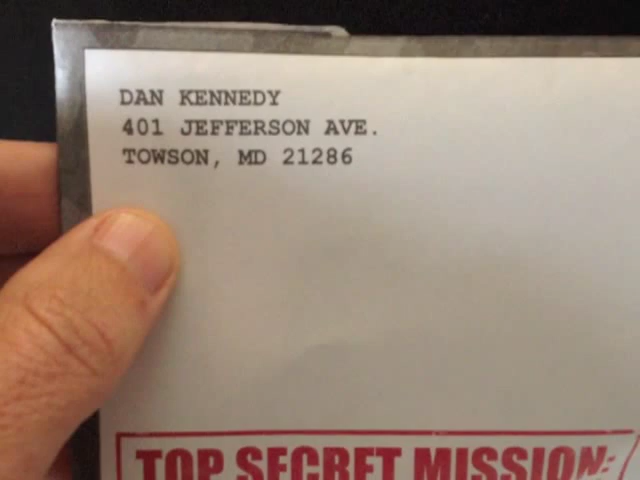 DAN KENNEDY
401 JEFFERSON AVE.
TOWSON, MD 21286
TOP SECRET MISSION: